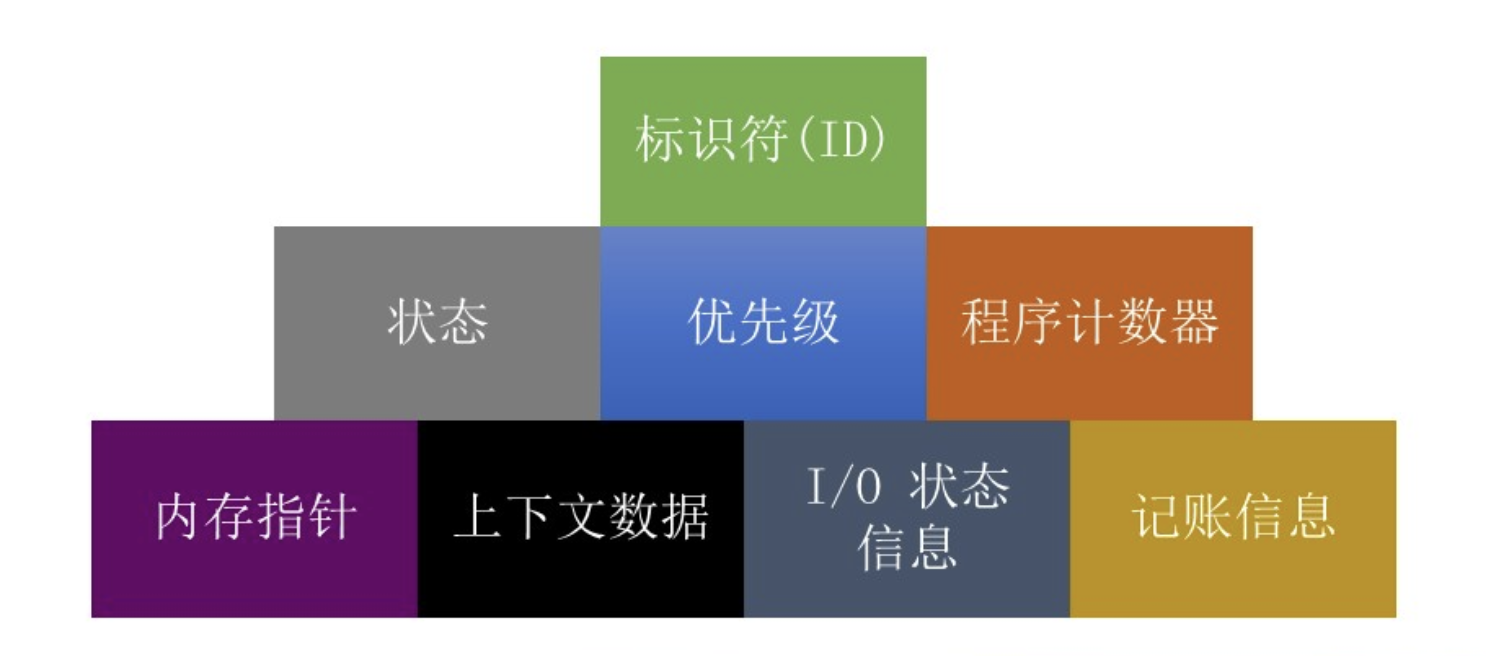 标识符(ID)
状态
优先级
程序计数器
内存指针
上下文数据
I/O 状态
信息
记账信息